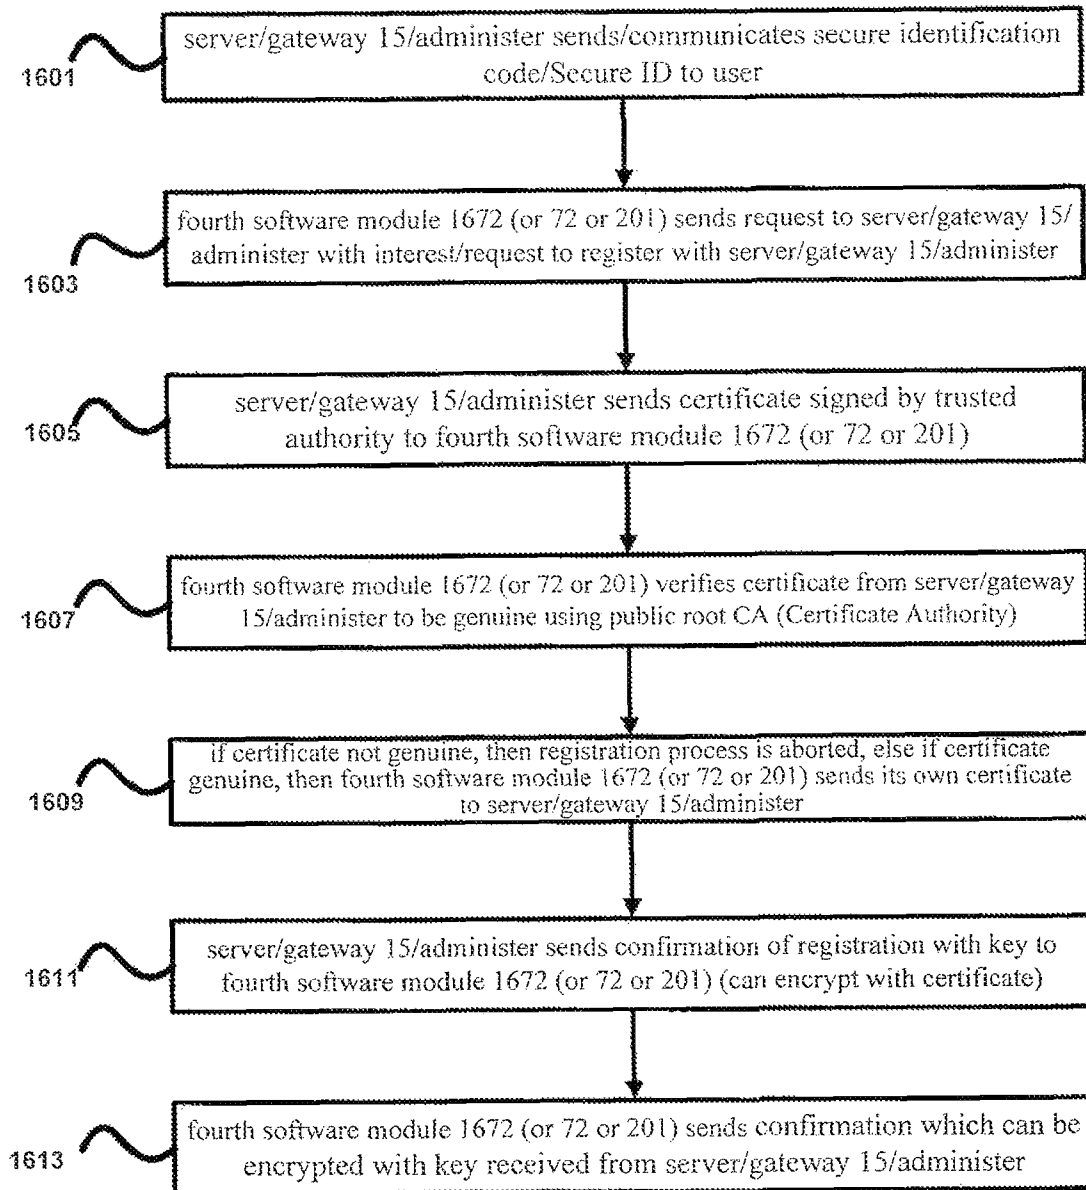 server/gateway 15/administer sends/communicates secure identification
code/Secure ID to user
1601
fourth software module 1672 (or 72 or 201) sends request to server/gateway 15/
administer with interest/request to register with server/gateway 15/administer
1603
server/gateway 15/administer sends certificate signed by trusted
authority to fourth software module 1672 (or 72 or 201)
1605
fourth software module 1672 (or 72 or 201) verifies certificate from server/gateway
15/administer to be genuine using public root CA (Certificate Authority)
1607
if certificate not genuine, then registration process is aborted, else if certificate
genuine, then fourth software module 1672 (or 72 or 201) sends its own certificate
to server/gateway 15/administer
1609
server/gateway 15/administer sends confirmation of registration with key to
fourth software module 1672 (or 72 or 201) (can encrypt with certificate)
1611
fourth software module 1672 (or 72 or 201) sends confirmation which can be
encrypted with key received from server/gateway 15/administer
1613